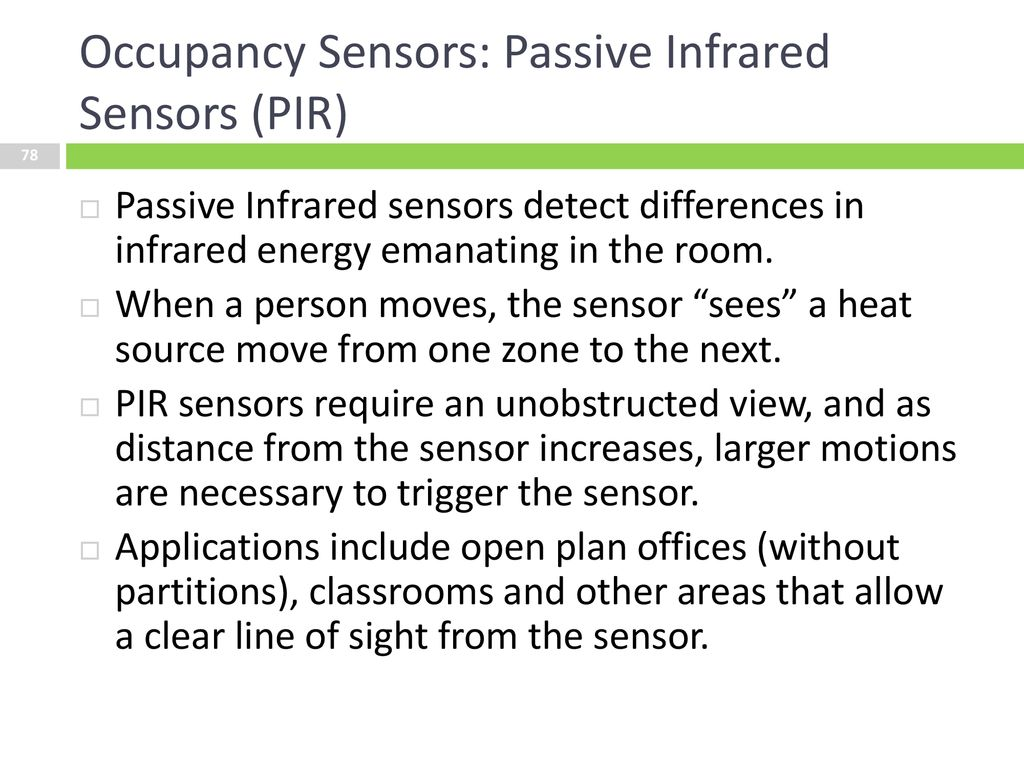 Occupancy Sensors: Passive Infrared
Sensors (PIR)
78
Passive Infrared sensors detect differences in
infrared energy emanating in the room.
When a person moves, the sensor “sees” a heat
source move from one zone to the next.
PIR sensors require an unobstructed view, and as
distance from the sensor increases, larger motions
are necessary to trigger the sensor.
Applications include open plan offices (without
partitions), classrooms and other areas that allow
a clear line of sight from the sensor.